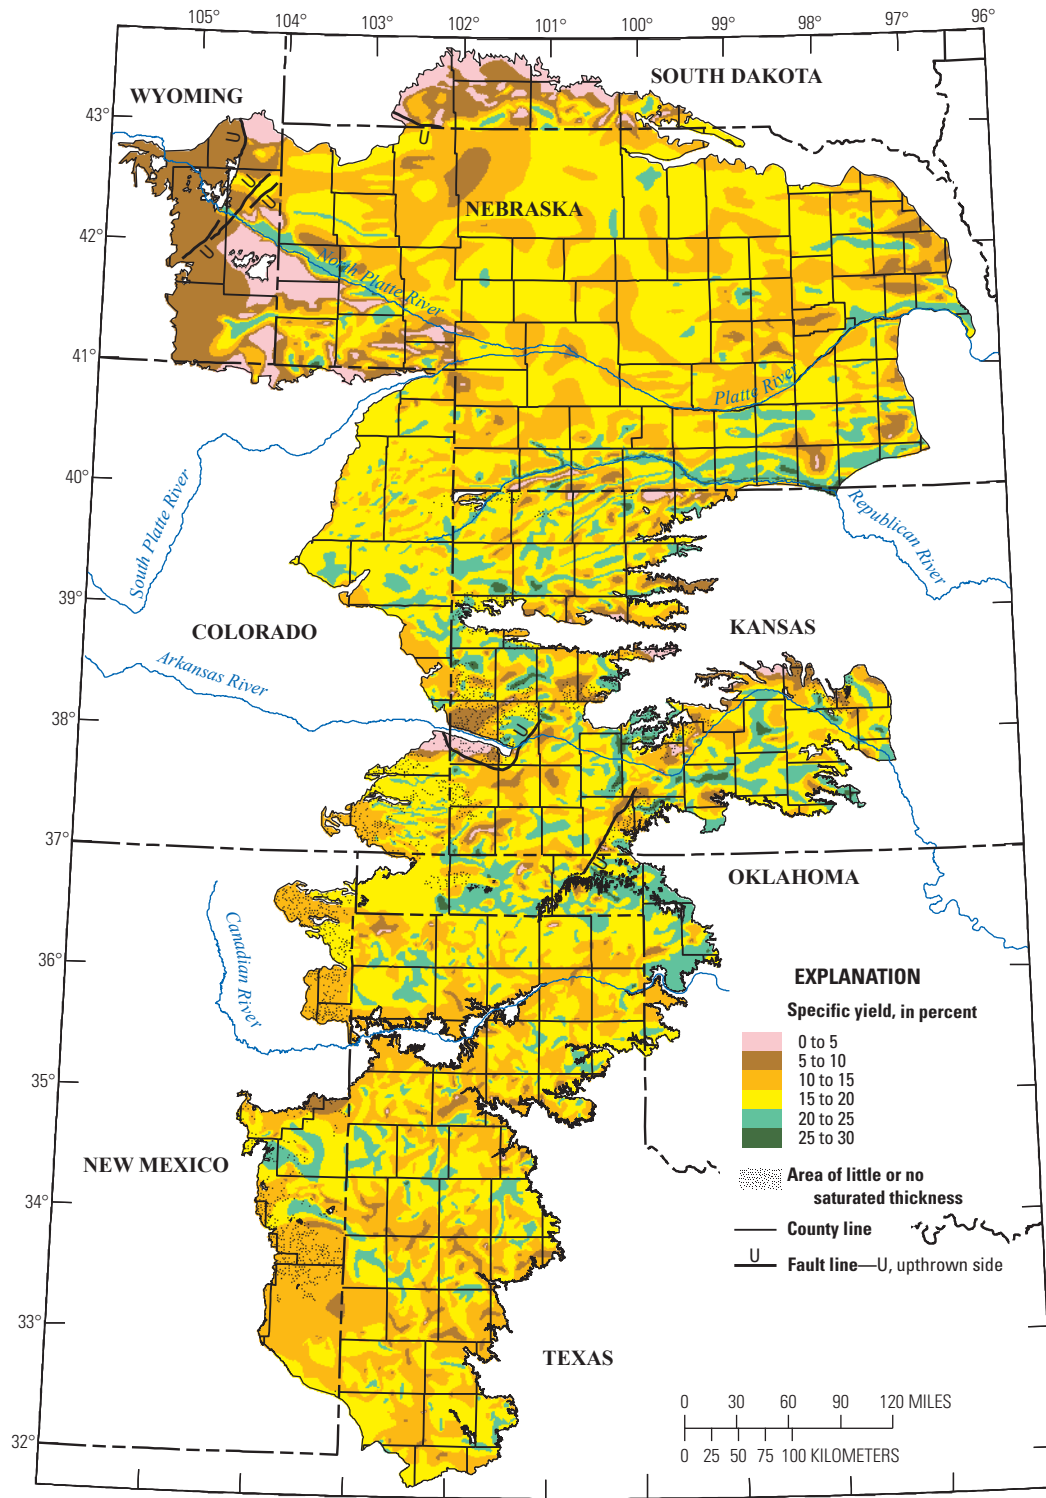 105° 104° 103° 102° 101° 100° 99° 98° 97° 96°
SOUTH DAKOTA
WYOMING
43°
U
U
U
U
U
NEBRASKA
42°
North Platte River
41°
Platte River
40°
South Platte River
Republican River
39°
COLORADO
KANSAS
Arkansas River
38°
U
37°
U
OKLAHOMA
Canadian River
36°
35°
NEW MEXICO
34°
33°
TEXAS
32°
EXPLANATION
Specific yield, in percent
0 to 5
5 to 10
10 to 15
15 to 20
20 to 25
25 to 30
Area of little or no
saturated thickness
County line
U
Fault line—U, upthrown side
0 30 60 90 120 MILES
0 25 50 75 100 KILOMETERS